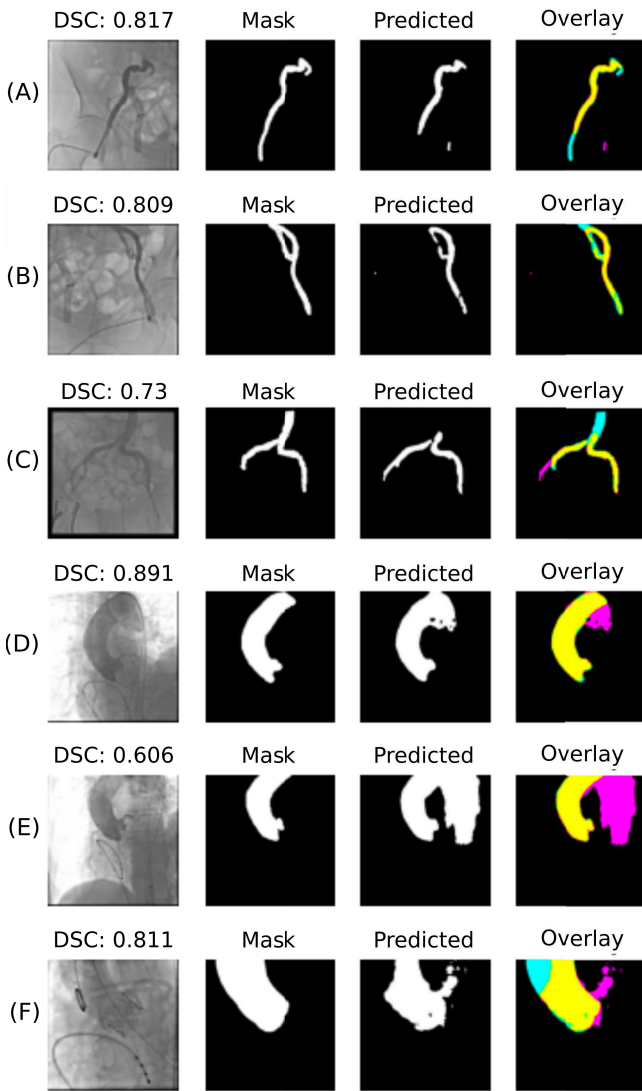 DSC: 0.817 Mask Predicted Overlay
(A)
DSC: 0.809 Mask Predicted Overlay
(B)
DSC: 0.73 Mask Predicted Overlay
(C)
DSC: 0.891 Mask Predicted Overlay
(D)
DSC: 0.606 Mask Predicted Overlay
(E)
DSC: 0.811 Mask Predicted Overlay
(F)